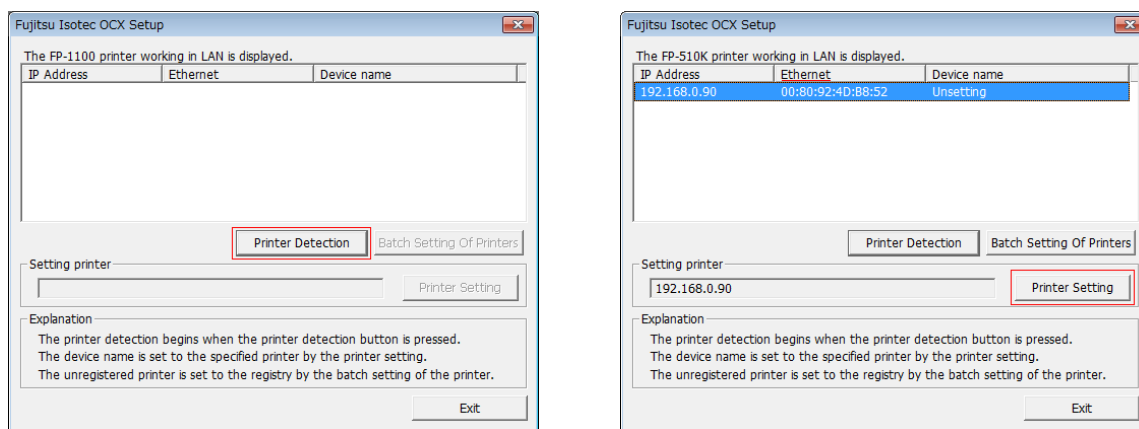 Fujitsu Isotec OCX Setup
The FP-1100 printer working in LAN is displayed.
IP Address Ethernet Device name
Printer Detection Batch Setting Of Printers
Setting printer
Printer Setting
Explanation
The printer detection begins when the printer detection button is pressed.
The device name is set to the specified printer by the printer setting.
The unregistered printer is set to the registry by the batch setting of the printer.
Exit
Fujitsu Isotec OCX Setup
The FP-510K printer working in LAN is displayed.
IP Address Ethernet Device name
192.168.0.90 00:80:92:4D:B8:52 Unsetting
Printer Detection Batch Setting Of Printers
Setting printer
192.168.0.90 Printer Setting
Explanation
The printer detection begins when the printer detection button is pressed.
The device name is set to the specified printer by the printer setting.
The unregistered printer is set to the registry by the batch setting of the printer.
Exit